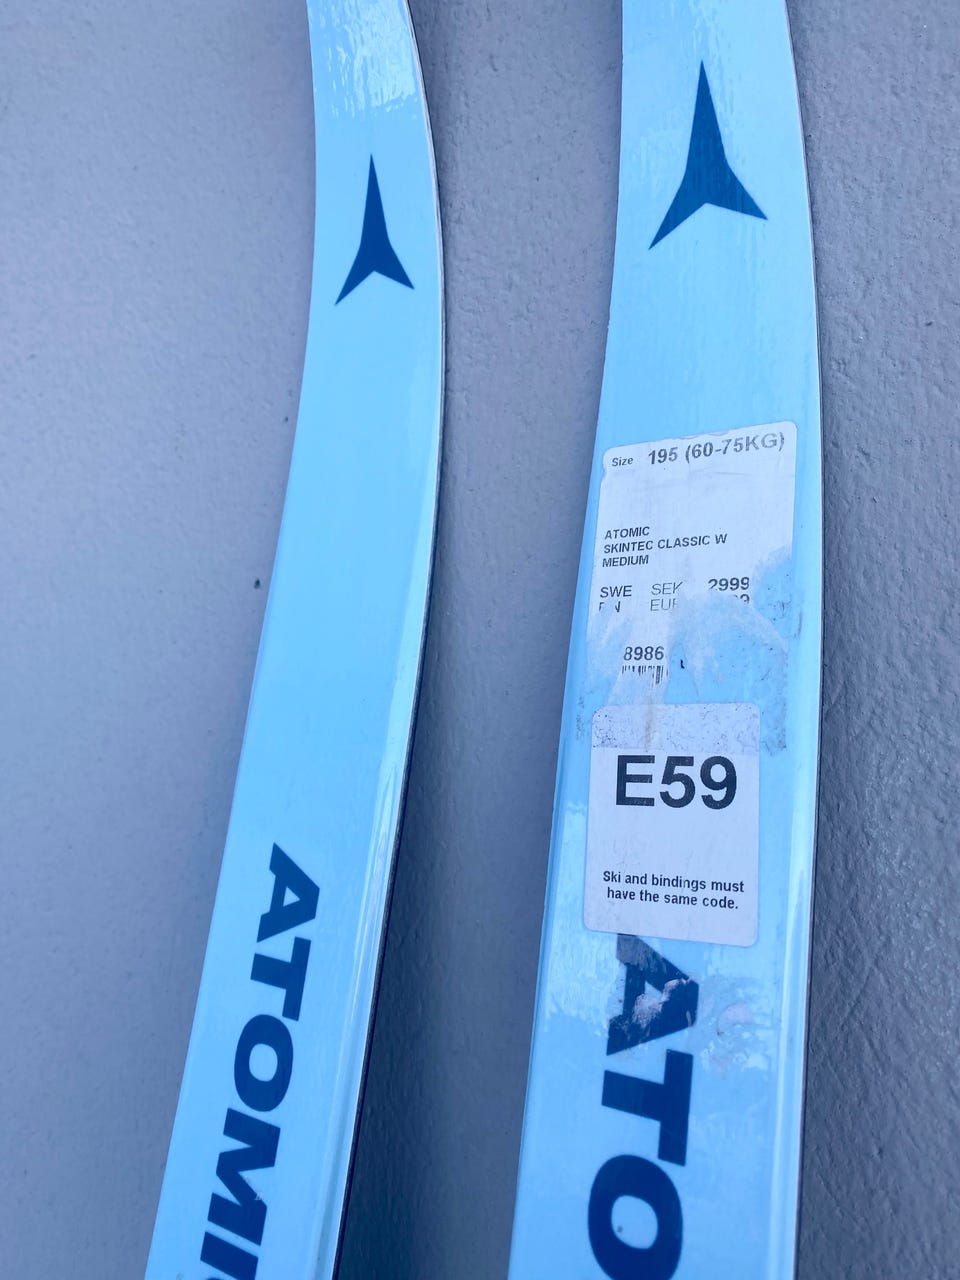 Size 195 (60-75KG)
ATOMIC
SKINTEC CLASSIC W
MEDIUM
SWE SEK 2999
8986
E59
Ski and bindings must
have the same code.
ATO
ATOMI